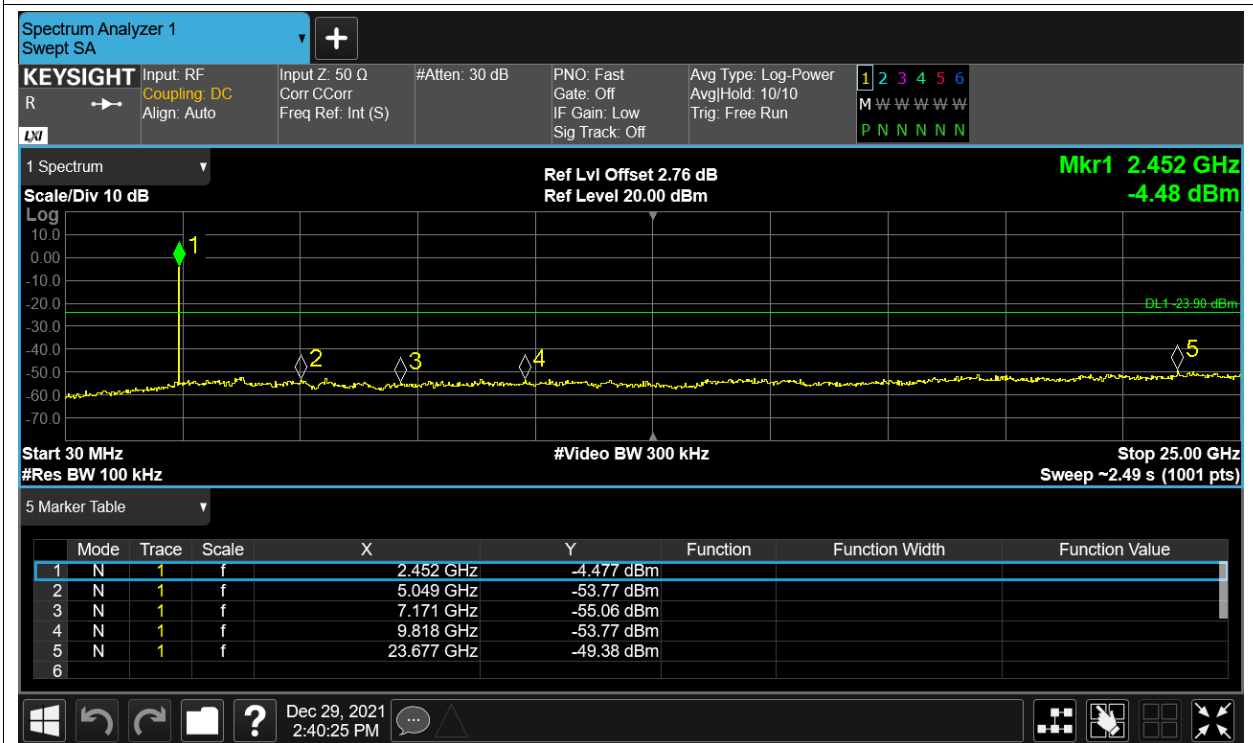 Spectrum Analyzer 1
Swept SA
KEYSIGHT
R
LXI
Input: RF
Coupling: DC
Align: Auto
Input Z: 50 Ω
Corr CCorr
Freq Ref: Int (S)
#Atten: 30 dB
PNO: Fast
Gate: Off
IF Gain: Low
Sig Track: Off
Avg Type: Log-Power
Avg|Hold: 10/10
Trig: Free Run
1 2 3 4 5 6
M W W W W W
P N N N N N
1 Spectrum
Scale/Div 10 dB
Ref Lvl Offset 2.76 dB
Ref Level 20.00 dBm
Mkr1 2.452 GHz
-4.48 dBm
Log
10.0
0.00
-10.0
-20.0
-30.0
-40.0
-50.0
-60.0
-70.0
1
2
3
4
5
DL1 -23.90 dBm
Start 30 MHz
#Res BW 100 kHz
#Video BW 300 kHz
Stop 25.00 GHz
Sweep ~2.49 s (1001 pts)
5 Marker Table
Mode Trace Scale X Y Function Function Width Function Value
1 N 1 f 2.452 GHz -4.477 dBm
2 N 1 f 5.049 GHz -53.77 dBm
3 N 1 f 7.171 GHz -55.06 dBm
4 N 1 f 9.818 GHz -53.77 dBm
5 N 1 f 23.677 GHz -49.38 dBm
6
?
Dec 29, 2021
2:40:25 PM